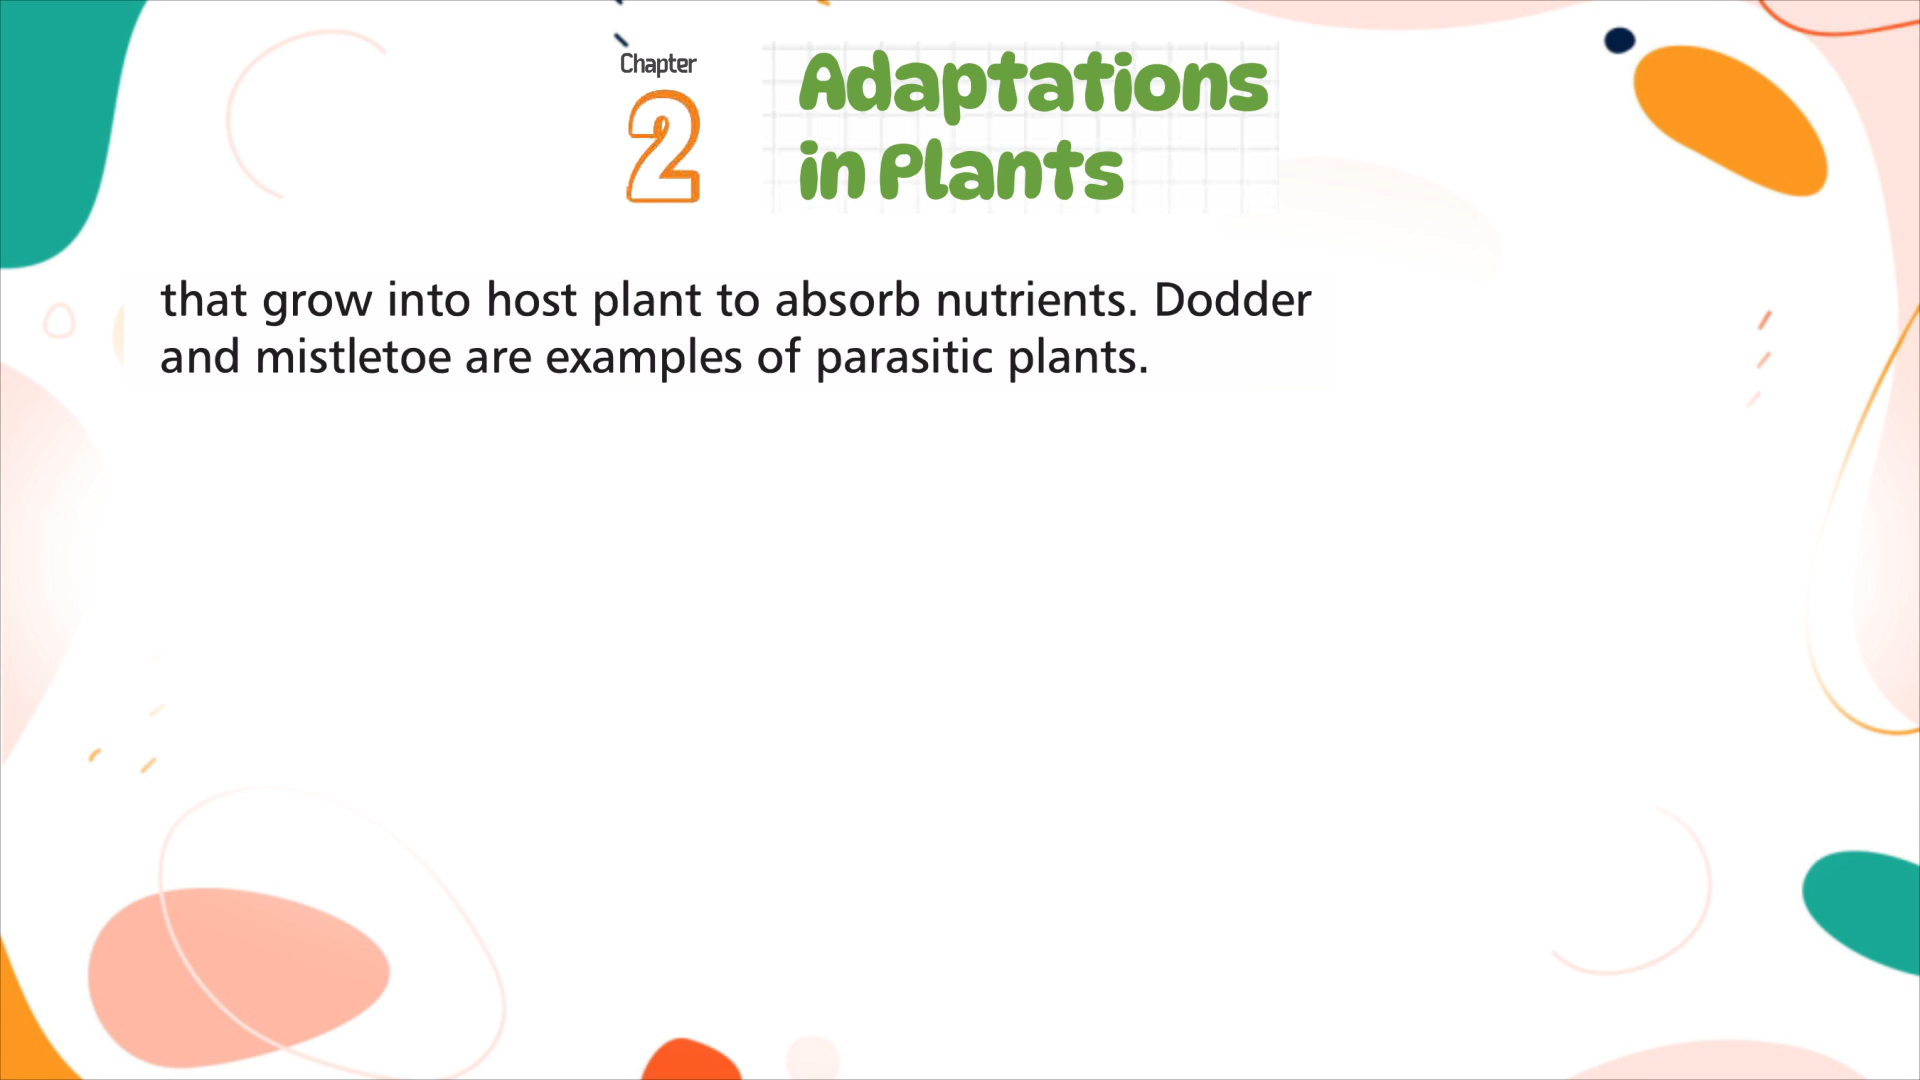 Chapter
2
Adaptations
in Plants
that grow into host plant to absorb nutrients. Dodder
and mistletoe are examples of parasitic plants.